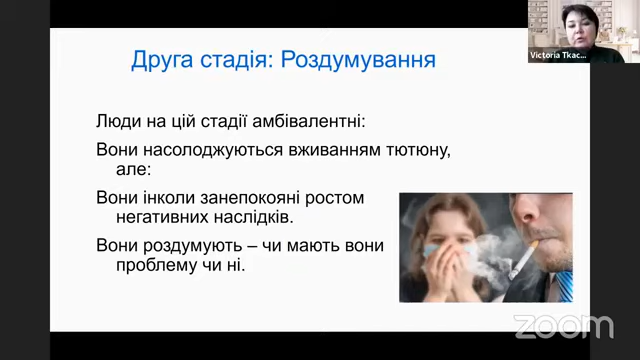 Друга стадія: Роздумування
Victoria Tkac...
Люди на цій стадії амбівалентні:
Вони насолоджуються вживанням тютюну,
але:
Вони інколи занепокояні ростом
негативних наслідків.
Вони роздумують – чи мають вони
проблему чи ні.
zoom